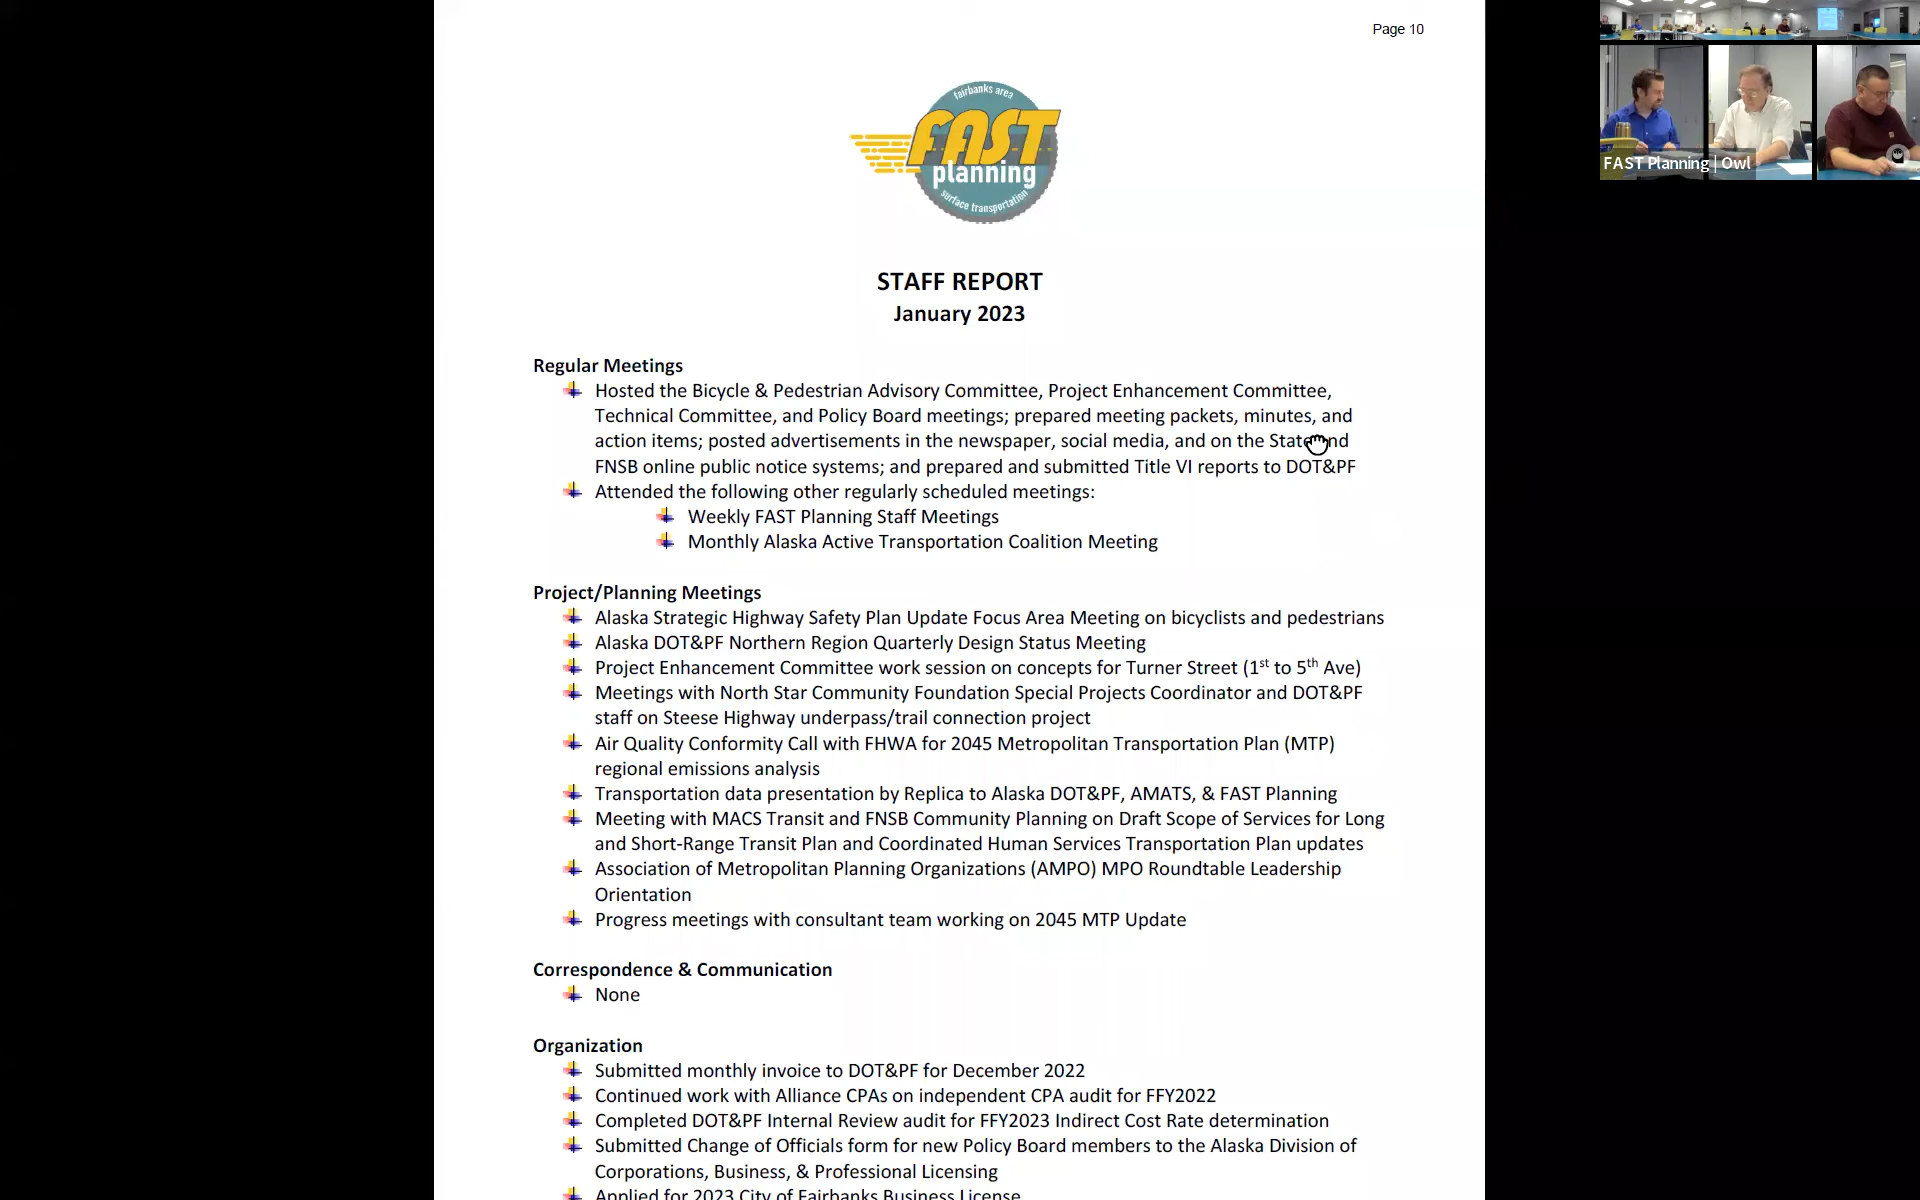 Page 10
fairbanks area
FAST
planning
surface transportation
FAST Planning | Owl
STAFF REPORT
January 2023
Regular Meetings
Hosted the Bicycle & Pedestrian Advisory Committee, Project Enhancement Committee,
Technical Committee, and Policy Board meetings; prepared meeting packets, minutes, and
action items; posted advertisements in the newspaper, social media, and on the State and
FNSB online public notice systems; and prepared and submitted Title VI reports to DOT&PF
Attended the following other regularly scheduled meetings:
Weekly FAST Planning Staff Meetings
Monthly Alaska Active Transportation Coalition Meeting
Project/Planning Meetings
Alaska Strategic Highway Safety Plan Update Focus Area Meeting on bicyclists and pedestrians
Alaska DOT&PF Northern Region Quarterly Design Status Meeting
Project Enhancement Committee work session on concepts for Turner Street (1st to 5th Ave)
Meetings with North Star Community Foundation Special Projects Coordinator and DOT&PF
staff on Steese Highway underpass/trail connection project
Air Quality Conformity Call with FHWA for 2045 Metropolitan Transportation Plan (MTP)
regional emissions analysis
Transportation data presentation by Replica to Alaska DOT&PF, AMATS, & FAST Planning
Meeting with MACS Transit and FNSB Community Planning on Draft Scope of Services for Long
and Short-Range Transit Plan and Coordinated Human Services Transportation Plan updates
Association of Metropolitan Planning Organizations (AMPO) MPO Roundtable Leadership
Orientation
Progress meetings with consultant team working on 2045 MTP Update
Correspondence & Communication
None
Organization
Submitted monthly invoice to DOT&PF for December 2022
Continued work with Alliance CPAs on independent CPA audit for FFY2022
Completed DOT&PF Internal Review audit for FFY2023 Indirect Cost Rate determination
Submitted Change of Officials form for new Policy Board members to the Alaska Division of
Corporations, Business, & Professional Licensing
Applied for 2023 City of Fairbanks Business License